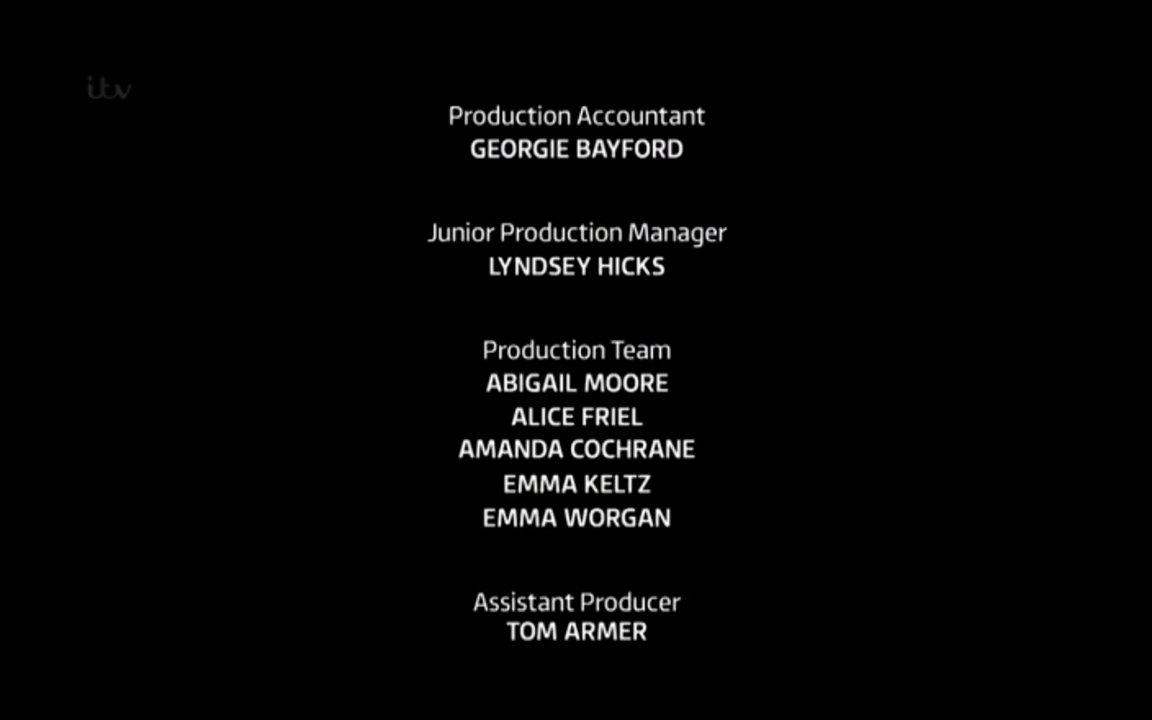 itv
Production Accountant
GEORGIE BAYFORD
Junior Production Manager
LYNDSEY HICKS
Production Team
ABIGAIL MOORE
ALICE FRIEL
AMANDA COCHRANE
EMMA KELTZ
EMMA WORGAN
Assistant Producer
TOM ARMER